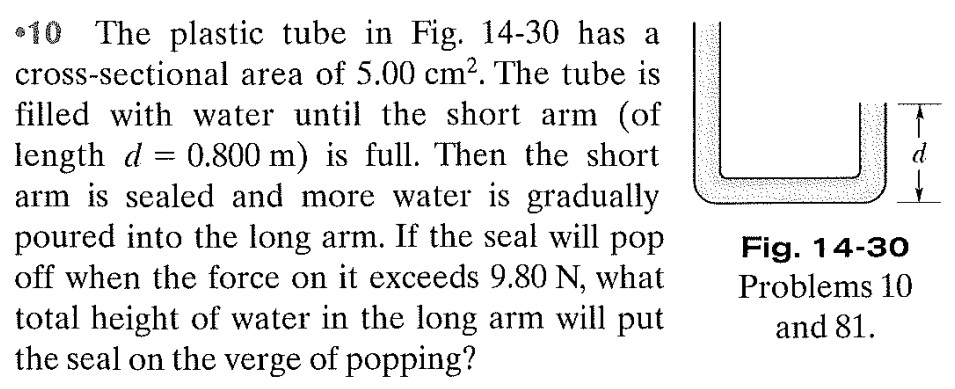 •10 The plastic tube in Fig. 14-30 has a
cross-sectional area of 5.00 cm². The tube is
filled with water until the short arm (of
length d = 0.800 m) is full. Then the short
arm is sealed and more water is gradually
poured into the long arm. If the seal will pop
off when the force on it exceeds 9.80 N, what
total height of water in the long arm will put
the seal on the verge of popping?
d
Fig. 14-30
Problems 10
and 81.